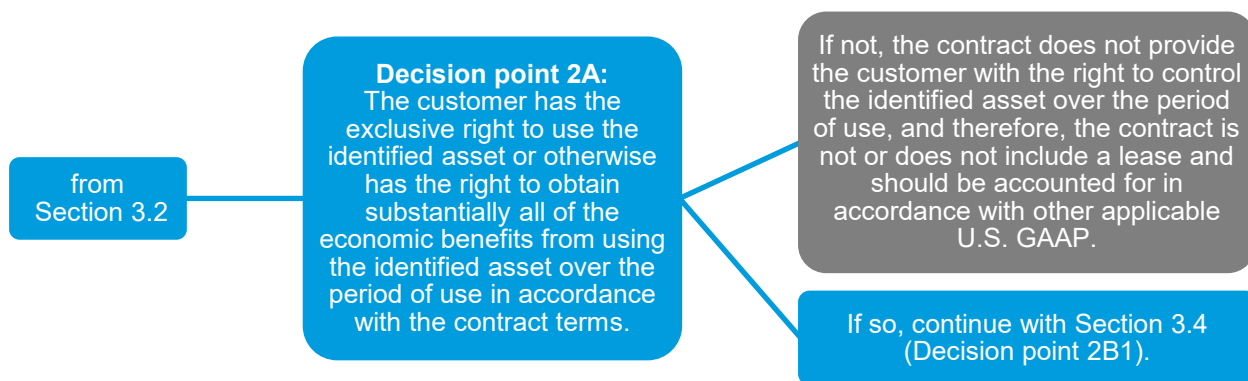 from
Section 3.2
Decision point 2A:
The customer has the
exclusive right to use the
identified asset or otherwise
has the right to obtain
substantially all of the
economic benefits from using
the identified asset over the
period of use in accordance
with the contract terms.
If not, the contract does not provide
the customer with the right to control
the identified asset over the period
of use, and therefore, the contract is
not or does not include a lease and
should be accounted for in
accordance with other applicable
U.S. GAAP.
If so, continue with Section 3.4
(Decision point 2B1).